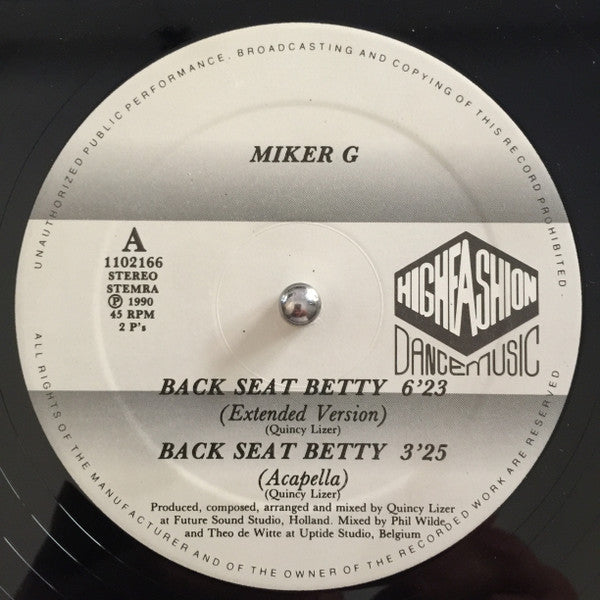 UNAUTHORIZED PUBLIC PERFORMANCE, BROADCASTING AND COPYING OF THIS RECORD PROHIBITED -
MIKER G
A
1102166
STEREO
STEMRA
Ⓟ 1990
45 RPM
2 P's
HIGHFASHION
DANCEMUSIC
BACK SEAT BETTY 6'23
(Extended Version)
(Quincy Lizer)
BACK SEAT BETTY 3'25
(Acapella)
(Quincy Lizer)
Produced, composed, arranged and mixed by Quincy Lizer
at Future Sound Studio, Holland. Mixed by Phil Wilde
and Theo de Witte at Uptide Studio, Belgium
ALL RIGHTS OF THE MANUFACTURER AND OF THE OWNER OF THE RECORDED WORK ARE RESERVED